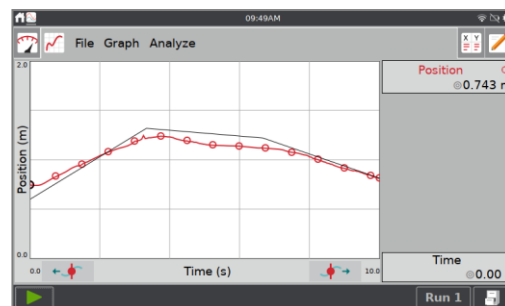 09:49AM
File Graph Analyze
X Y
2.0
Position (m)
0.0
0.0
Time (s)
10.0
Position
0.743
Time
0.00
Run 1